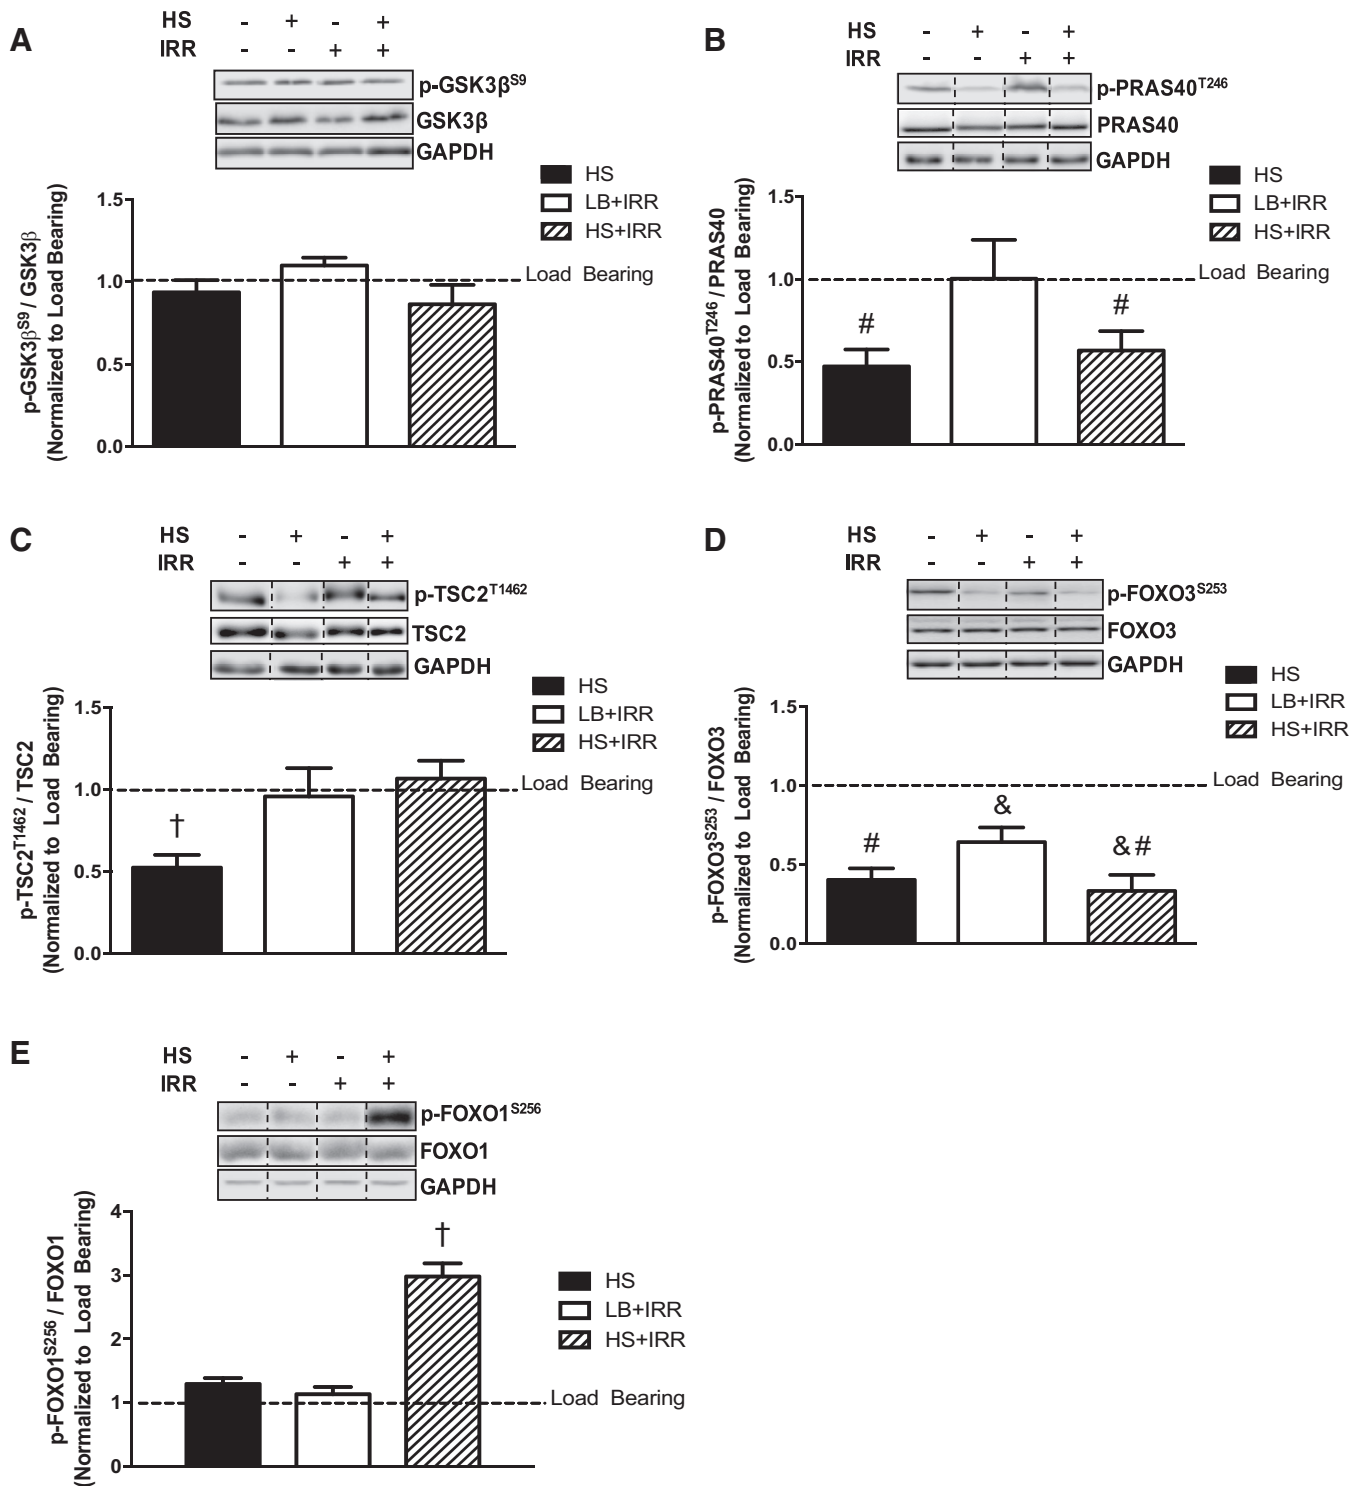 A
HS - + - +
IRR - - + +
p-GSK3β^S9
GSK3β
GAPDH
HS
LB+IRR
HS+IRR
p-GSK3β^S9 / GSK3β
(Normalized to Load Bearing)
1.5
1.0
0.5
0.0
Load Bearing
B
HS - + - +
IRR - - + +
p-PRAS40^T246
PRAS40
GAPDH
HS
LB+IRR
HS+IRR
p-PRAS40^T246 / PRAS40
(Normalized to Load Bearing)
1.5
1.0
0.5
0.0
Load Bearing
#
#
C
HS - + - +
IRR - - + +
p-TSC2^T1462
TSC2
GAPDH
HS
LB+IRR
HS+IRR
p-TSC2^T1462 / TSC2
(Normalized to Load Bearing)
1.5
1.0
0.5
0.0
Load Bearing
†
D
HS - + - +
IRR - - + +
p-FOXO3^S253
FOXO3
GAPDH
HS
LB+IRR
HS+IRR
p-FOXO3^S253 / FOXO3
(Normalized to Load Bearing)
1.5
1.0
0.5
0.0
Load Bearing
#
&
&#
E
HS - + - +
IRR - - + +
p-FOXO1^S256
FOXO1
GAPDH
p-FOXO1^S256 / FOXO1
(Normalized to Load Bearing)
4
3
2
1
0
†
HS
LB+IRR
HS+IRR
Load Bearing